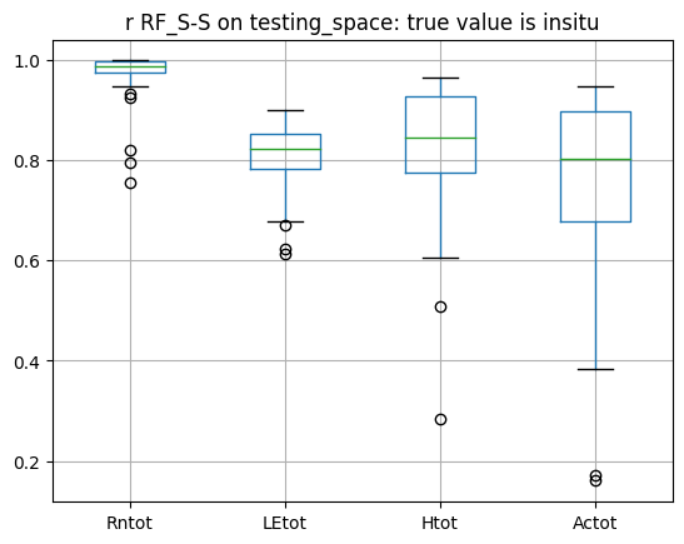 r RF_S-S on testing_space: true value is insitu
1.0
0.8
0.6
0.4
0.2
Rntot LEtot Htot Actot